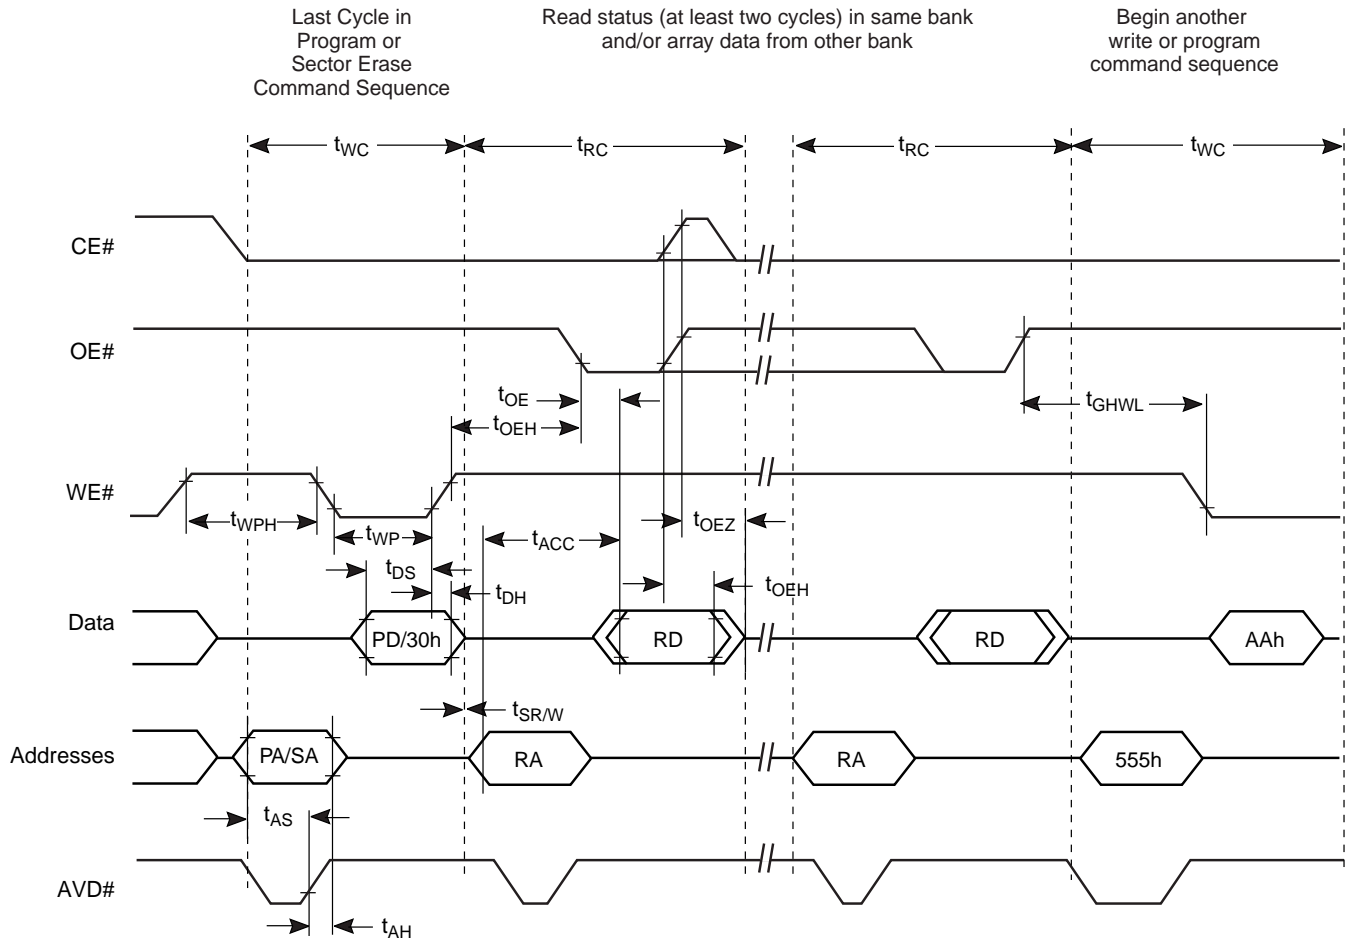 Last Cycle in
Program or
Sector Erase
Command Sequence
Read status (at least two cycles) in same bank
and/or array data from other bank
Begin another
write or program
command sequence
tWC
tRC
tRC
tWC
CE#
OE#
tOE
tOEH
tGHWL
WE#
tWPH
tWP
tACC
tOEZ
tDS
tDH
tOEH
Data
PD/30h
RD
RD
AAh
tSR/W
Addresses
PA/SA
RA
RA
555h
tAS
AVD#
tAH